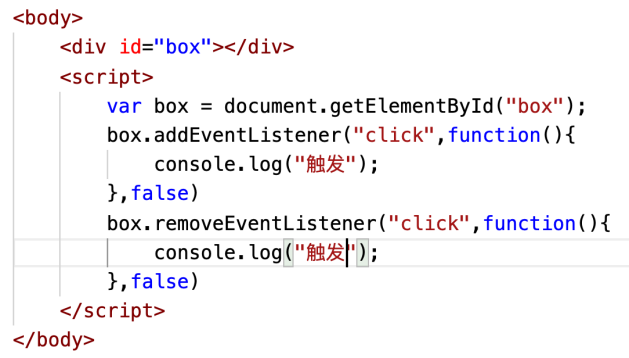 <body>
    <div id="box"></div>
    <script>
        var box = document.getElementById("box");
        box.addEventListener("click",function(){
            console.log("触发");
        },false)
        box.removeEventListener("click",function(){
            console.log("触发");
        },false)
    </script>
</body>